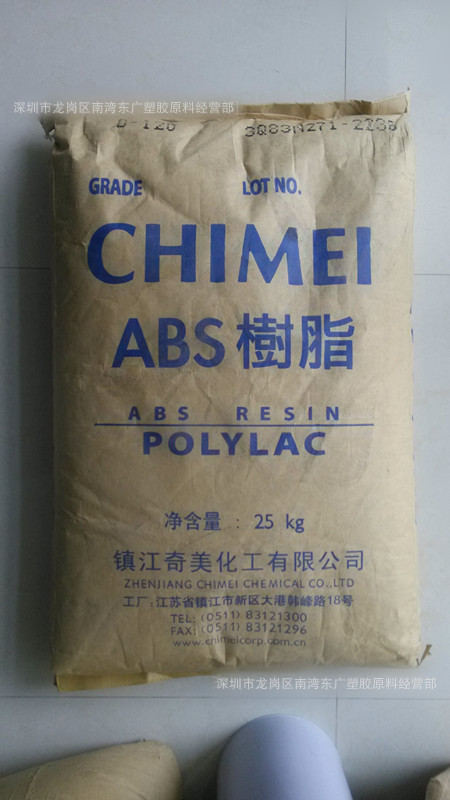 深圳市龙岗区南湾东广塑胶原料经营部
D-120
GRADE LOT NO.
CHIMEI
ABS樹脂
ABS RESIN
POLYLAC
净含量 : 25 kg
镇江奇美化工有限公司
ZHENJIANG CHIMEI CHEMICAL CO.,LTD
工厂:江苏省镇江市新区大港韩峰路18号
TEL: (0511) 83121300
FAX: (0511) 83121296
www.chimeicorp.com.cn
深圳市龙岗区南湾东广塑胶原料经营部